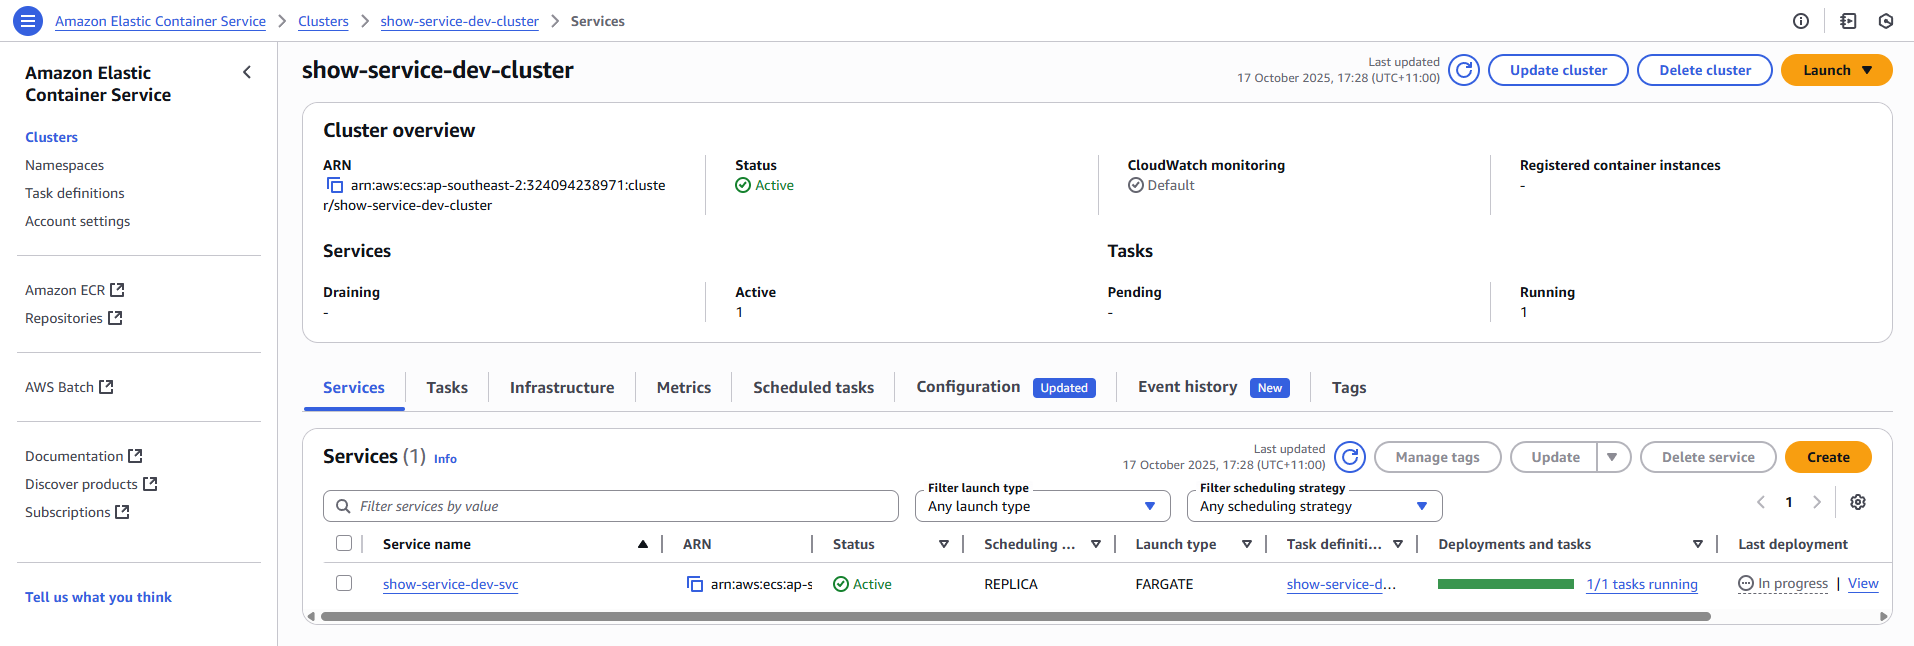 Amazon Elastic Container Service > Clusters > show-service-dev-cluster > Services
Amazon Elastic
Container Service
Clusters
Namespaces
Task definitions
Account settings
Amazon ECR
Repositories
AWS Batch
Documentation
Discover products
Subscriptions
Tell us what you think
show-service-dev-cluster
Last updated
17 October 2025, 17:28 (UTC+11:00)
Update cluster
Delete cluster
Launch
Cluster overview
ARN
arn:aws:ecs:ap-southeast-2:324094238971:cluste
r/show-service-dev-cluster
Status
Active
CloudWatch monitoring
Default
Registered container instances
-
Services
Draining
-
Active
1
Tasks
Pending
-
Running
1
Services
Tasks
Infrastructure
Metrics
Scheduled tasks
Configuration Updated
Event history New
Tags
Services (1) Info
Last updated
17 October 2025, 17:28 (UTC+11:00)
Manage tags
Update
Delete service
Create
Filter services by value
Filter launch type
Any launch type
Filter scheduling strategy
Any scheduling strategy
1
Service name ARN Status Scheduling ... Launch type Task definiti... Deployments and tasks Last deployment
show-service-dev-svc arn:aws:ecs:ap-s Active REPLICA FARGATE show-service-d... 1/1 tasks running In progress | View